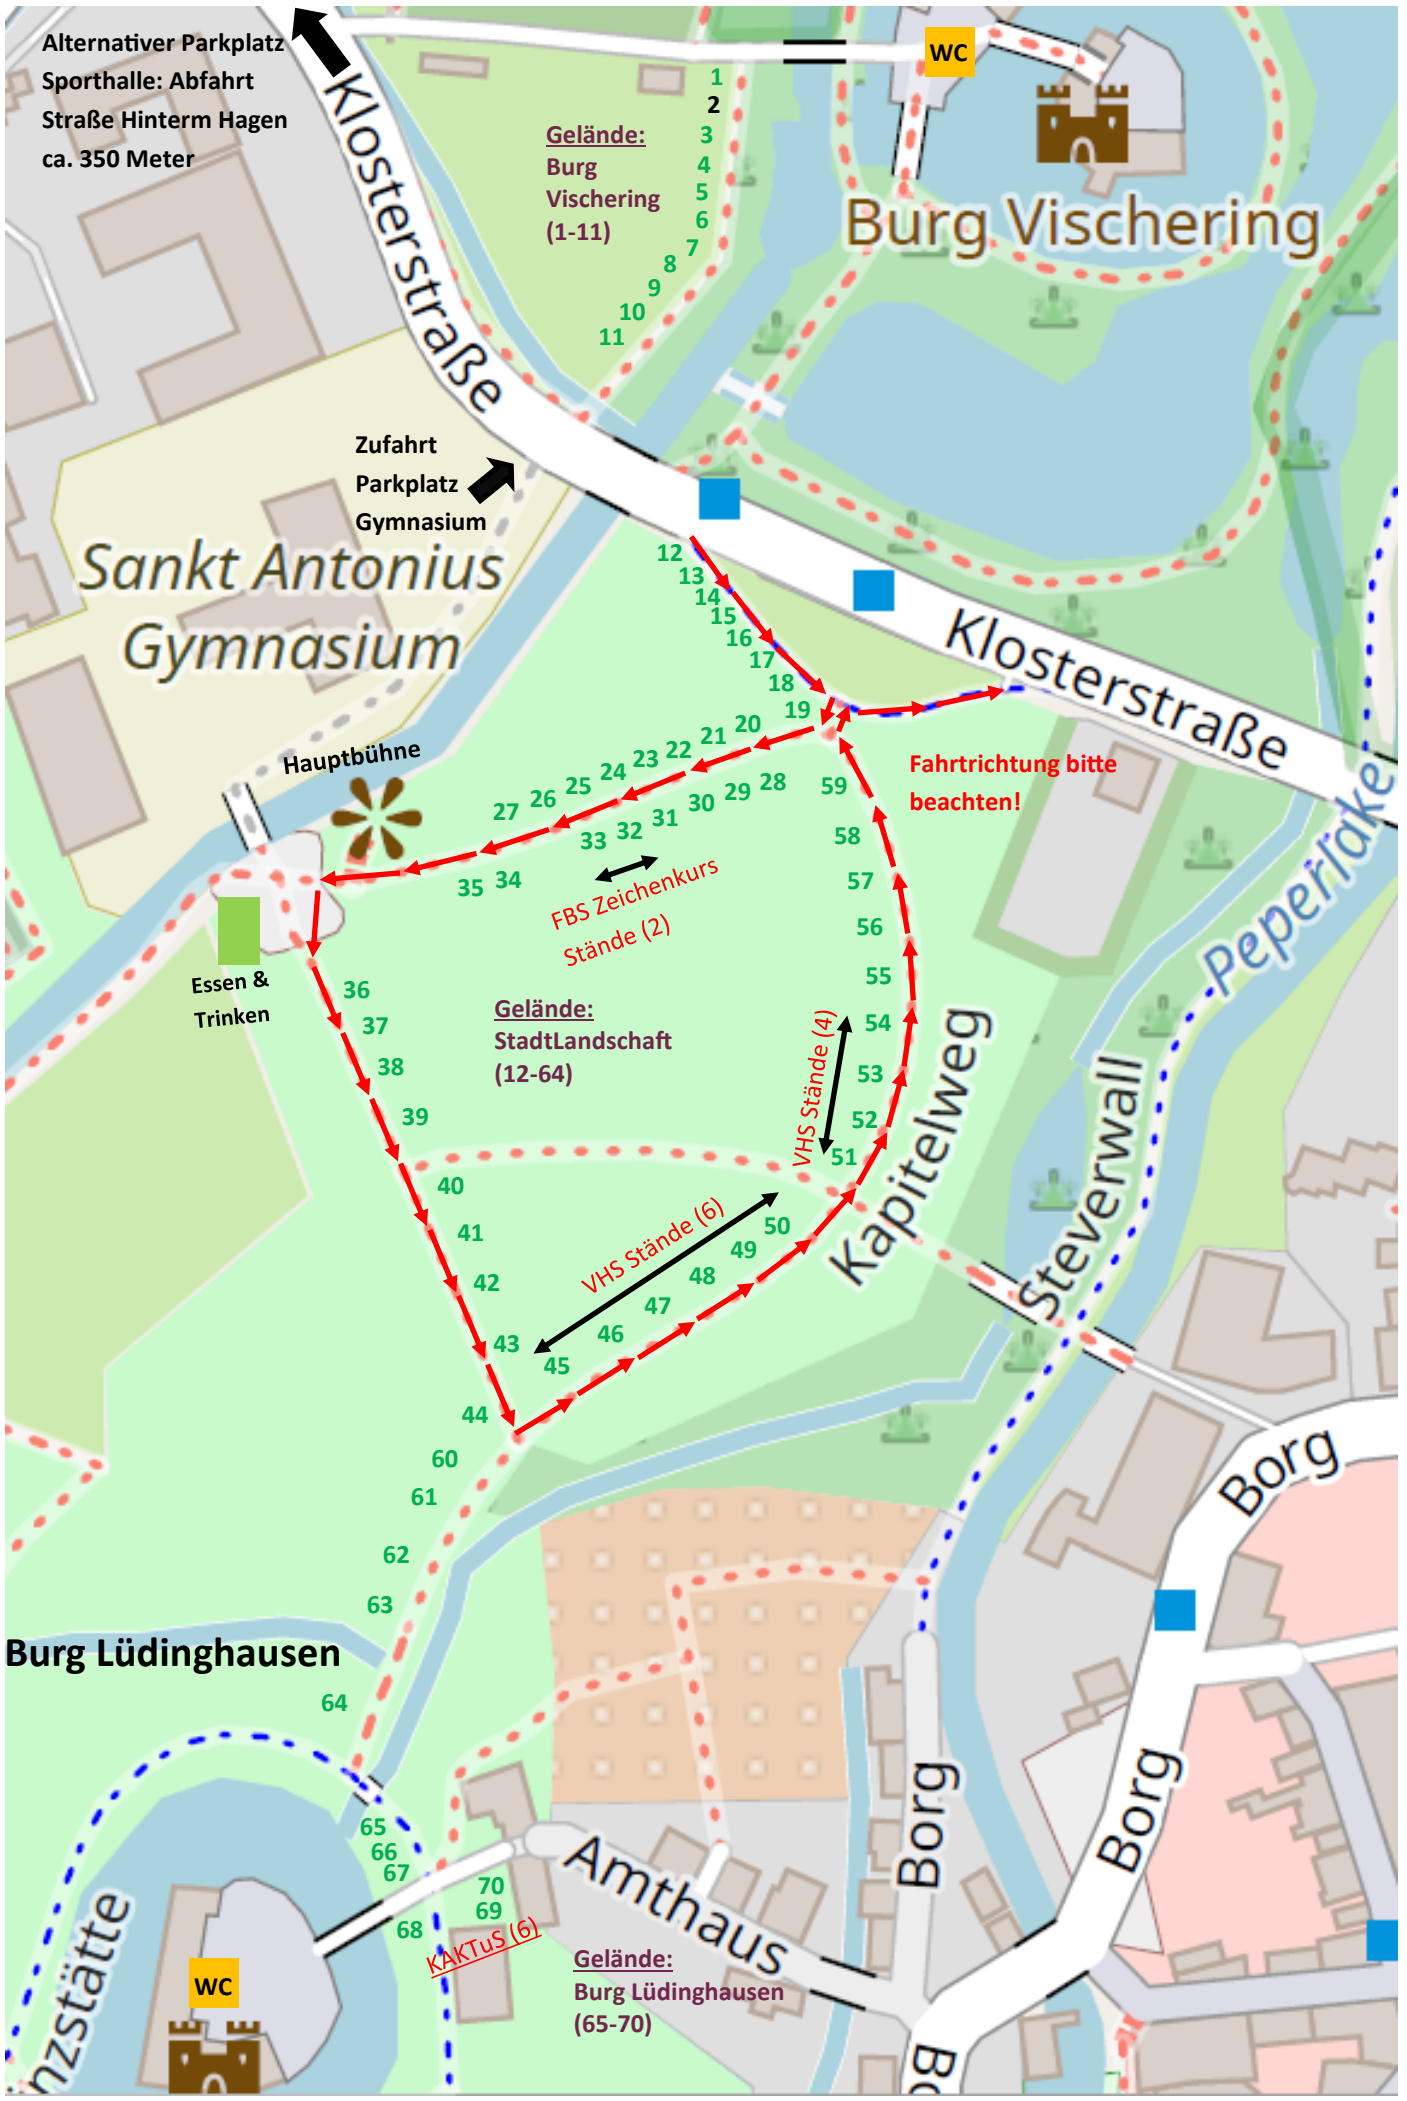 Alternativer Parkplatz
Sporthalle: Abfahrt
Straße Hinterm Hagen
ca. 350 Meter
Klosterstraße
WC
1
2
3
4
5
6
7
8
9
10
11
Gelände:
Burg
Vischering
(1-11)
Burg Vischering
Zufahrt
Parkplatz
Gymnasium
Sankt Antonius
Gymnasium
12
13
14
15
16
17
18
19
Klosterstraße
20
21
22
23
24
25
26
27
28
29
30
31
32
33
34
35
Hauptbühne
Fahrtrichtung bitte
beachten!
59
58
57
56
55
54
53
52
51
FBS Zeichenkurs
Stände (2)
Peperlake
Essen &
Trinken
36
37
38
39
Gelände:
StadtLandschaft
(12-64)
VHS Stände (4)
Kapitelweg
Steverwall
40
41
42
43
44
VHS Stände (6)
50
49
48
47
46
45
60
61
62
63
Borg
Burg Lüdinghausen
64
65
66
67
68
70
69
KAKTuS (6)
Amthaus
Borg
Borg
Gelände:
Burg Lüdinghausen
(65-70)
WC
inzstätte
Bo